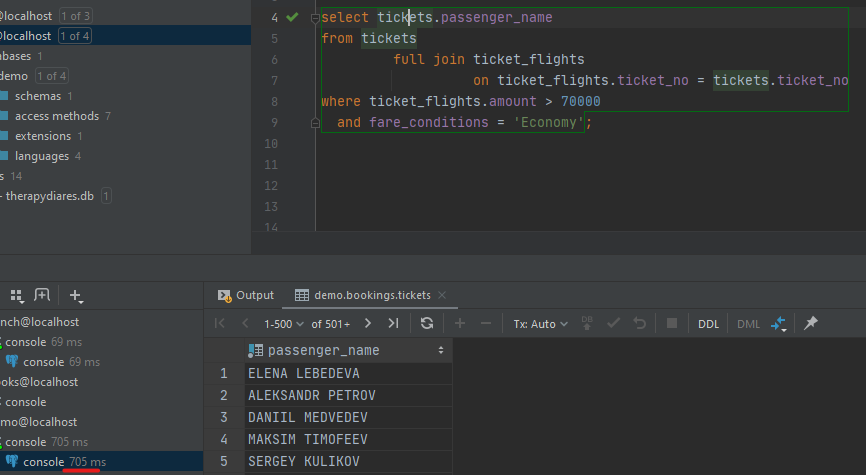 @localhost 1 of 3
@localhost 1 of 4
abases 1
demo 1 of 4
schemas 1
access methods 7
extensions 1
languages 4
s 14
- therapydiares.db 1
4 select tickets.passenger_name
5 from tickets
6 full join ticket_flights
7 on ticket_flights.ticket_no = tickets.ticket_no
8 where ticket_flights.amount > 70000
9 and fare_conditions = 'Economy';
10
11
12
13
14
nch@localhost
console 69 ms
console 69 ms
ooks@localhost
console
mo@localhost
console 705 ms
console 705 ms
Output demo.bookings.tickets
1-500 of 501+ Tx: Auto DB DDL DML
passenger_name
1 ELENA LEBEDEVA
2 ALEKSANDR PETROV
3 DANIIL MEDVEDEV
4 MAKSIM TIMOFEEV
5 SERGEY KULIKOV